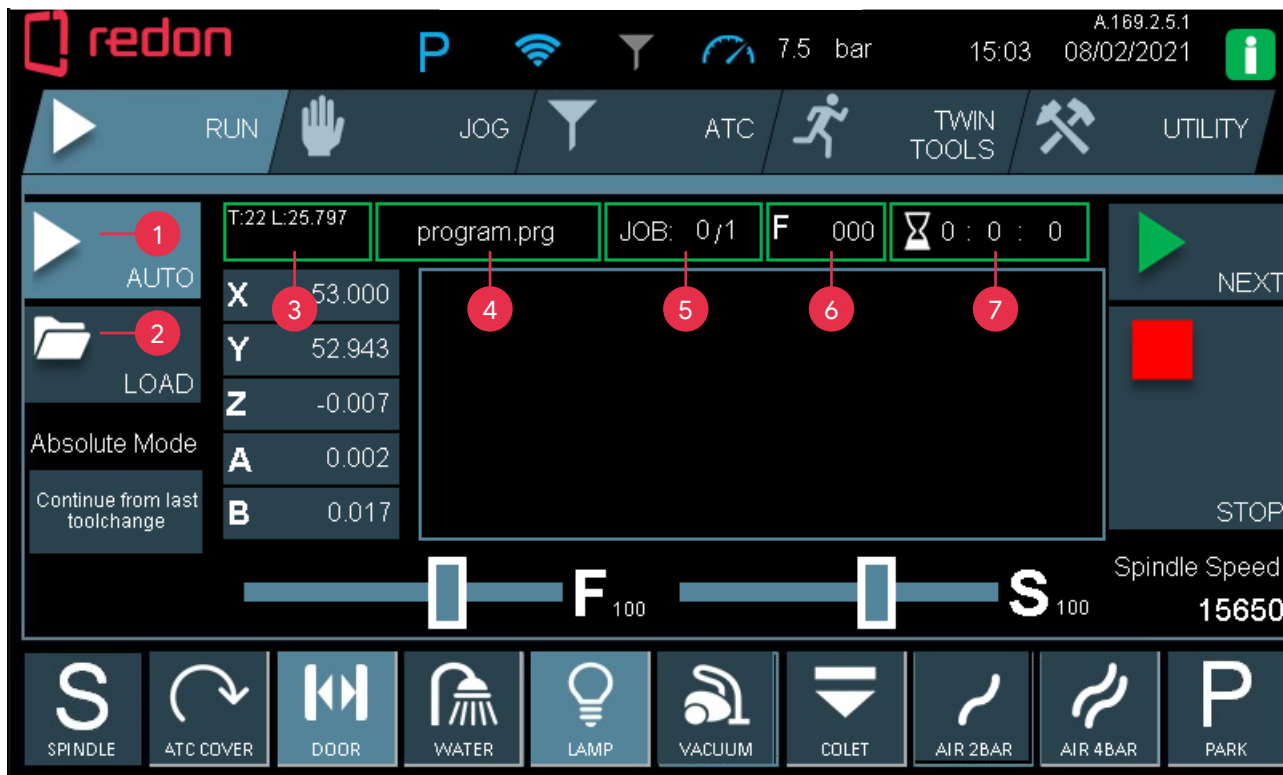 redon
P
7.5 bar
15:03
A.169.2.5.1
08/02/2021
i
RUN
JOG
ATC
TWIN
TOOLS
UTILITY
1
AUTO
2
LOAD
Absolute Mode
Continue from last
toolchange
T:22 L:25.797
program.prg
JOB: 0/1
F 000
0 : 0 : 0
3
4
5
6
7
X 53.000
Y 52.943
Z -0.007
A 0.002
B 0.017
NEXT
STOP
F 100
S 100
Spindle Speed
15650
S
SPINDLE
ATC COVER
DOOR
WATER
LAMP
VACUUM
COLET
AIR 2BAR
AIR 4BAR
P
PARK